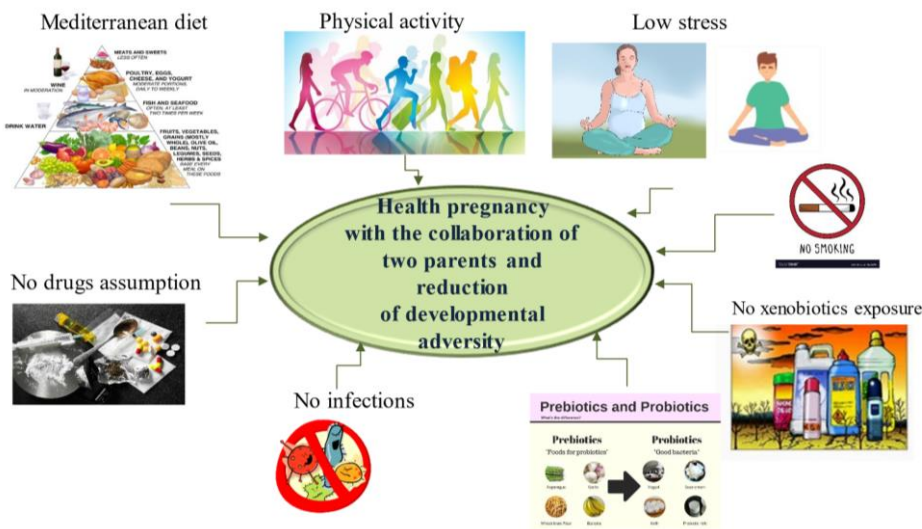 Mediterranean diet
Physical activity
Low stress
MEATS AND SWEETS
LESS OFTEN
WINE
IN MODERATION
POULTRY, EGGS,
CHEESE, AND YOGURT
MODERATE PORTIONS,
DAILY TO WEEKLY
FISH AND SEAFOOD
OFTEN, AT LEAST
TWO TIMES PER WEEK
DRINK WATER
FRUITS, VEGETABLES,
GRAINS (MOSTLY
WHOLE), OLIVE OIL,
BEANS, NUTS,
LEGUMES, SEEDS,
HERBS & SPICES
BASE EVERY
MEAL ON
THESE FOODS
Health pregnancy
with the collaboration of
two parents and
reduction
of developmental
adversity
NO SMOKING
No drugs assumption
No xenobiotics exposure
No infections
Prebiotics and Probiotics
Prebiotics
"Foods for probiotics"
Probiotics
"Good bacteria"
Asparagus
Banana
Yogurt